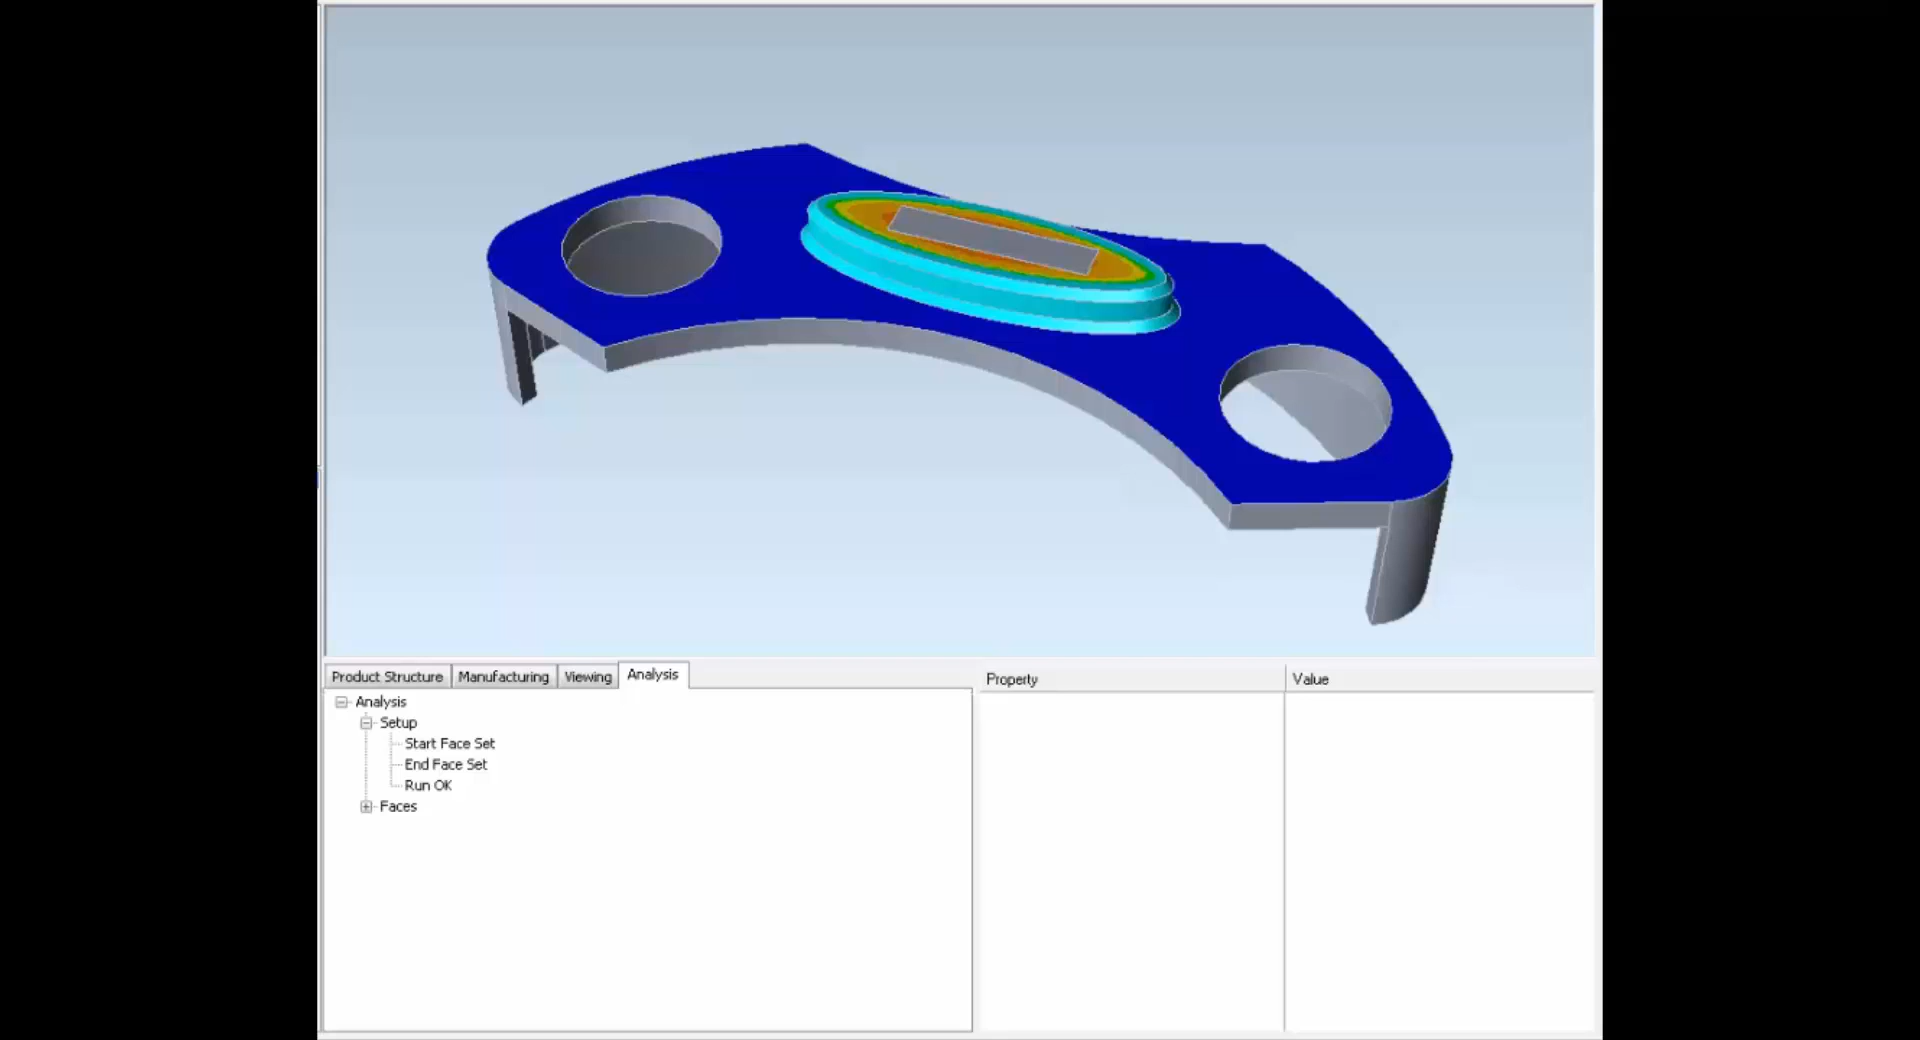 Product Structure Manufacturing Viewing Analysis
Property Value
Analysis
Setup
Start Face Set
End Face Set
Run OK
Faces